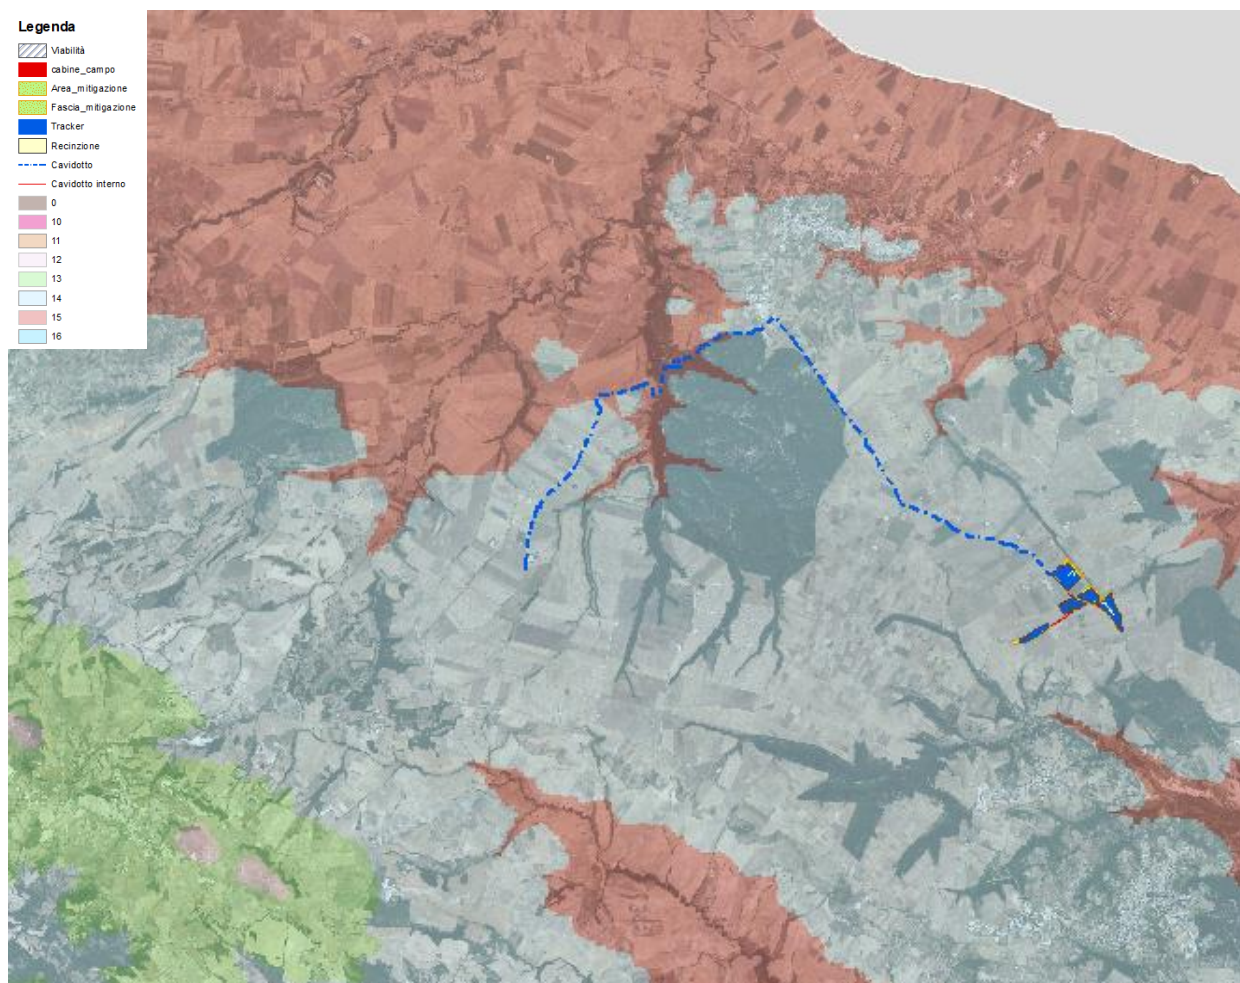 Legenda
Viabilità
cabine_campo
Area_mitigazione
Fascia_mitigazione
Tracker
Recinzione
Cavidotto
Cavidotto interno
0
10
11
12
13
14
15
16